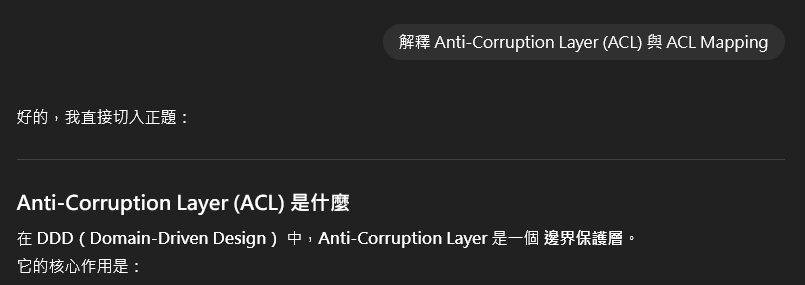 解釋 Anti-Corruption Layer (ACL) 與 ACL Mapping
好的，我直接切入正題：
Anti-Corruption Layer (ACL) 是什麼
在 DDD（Domain-Driven Design） 中，Anti-Corruption Layer 是一個 邊界保護層。
它的核心作用是：